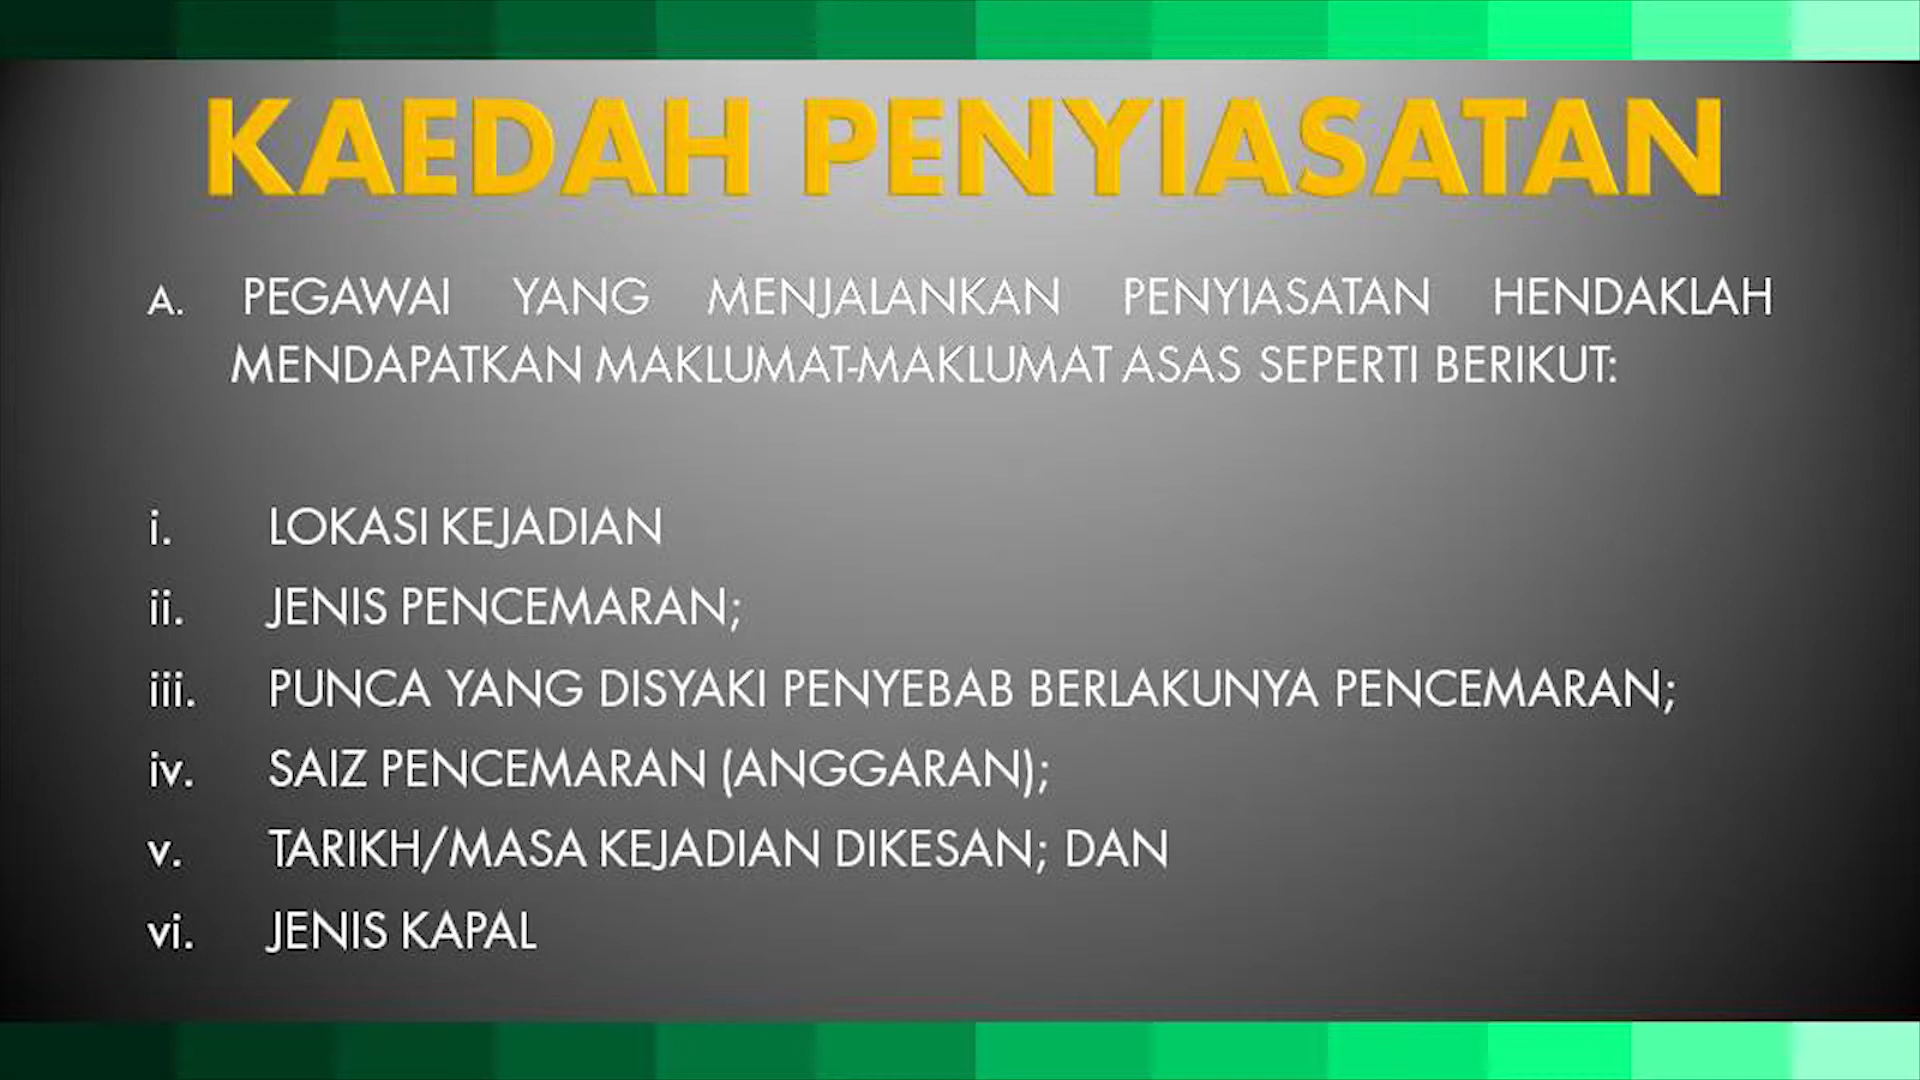 KAEDAH PENYIASATAN
A. PEGAWAI YANG MENJALANKAN PENYIASATAN HENDAKLAH
MENDAPATKAN MAKLUMAT-MAKLUMAT ASAS SEPERTI BERIKUT:
i. LOKASI KEJADIAN
ii. JENIS PENCEMARAN;
iii. PUNCA YANG DISYAKI PENYEBAB BERLAKUNYA PENCEMARAN;
iv. SAIZ PENCEMARAN (ANGGARAN);
v. TARIKH/MASA KEJADIAN DIKESAN; DAN
vi. JENIS KAPAL